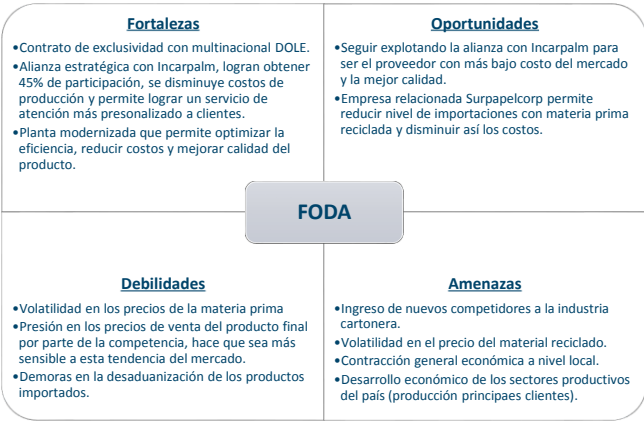 Fortalezas
•Contrato de exclusividad con multinacional DOLE.
•Alianza estratégica con Incarpalm, logran obtener
45% de participación, se disminuye costos de
producción y permite lograr un servicio de
atención más presonalizado a clientes.
•Planta modernizada que permite optimizar la
eficiencia, reducir costos y mejorar calidad del
producto.
Oportunidades
•Seguir explotando la alianza con Incarpalm para
ser el proveedor con más bajo costo del mercado
y la mejor calidad.
•Empresa relacionada Surpapelcorp permite
reducir nivel de importaciones con materia prima
reciclada y disminuir así los costos.
FODA
Debilidades
•Volatilidad en los precios de la materia prima
•Presión en los precios de venta del producto final
por parte de la competencia, hace que sea más
sensible a esta tendencia del mercado.
•Demoras en la desaduanización de los productos
importados.
Amenazas
•Ingreso de nuevos competidores a la industria
cartonera.
•Volatilidad en el precio del material reciclado.
•Contracción general económica a nivel local.
•Desarrollo económico de los sectores productivos
del país (producción principaes clientes).